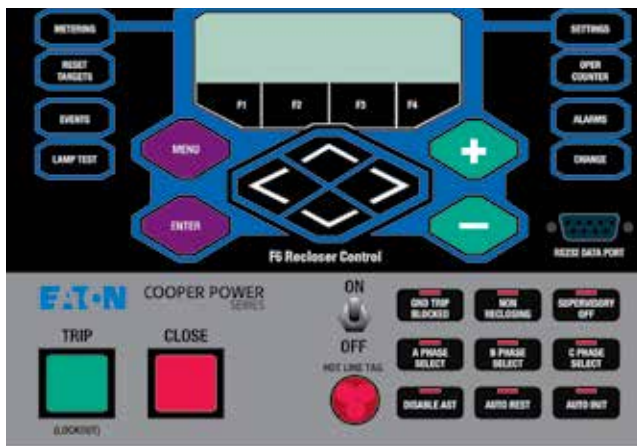 METERING
RESET
TARGETS
EVENTS
LAMP TEST
F1 F2 F3 F4
MENU
ENTER
SETTINGS
OPER
COUNTER
ALARMS
CHANGE
F6 Recloser Control
RS232 DATA PORT
EATON
COOPER POWER
SERIES
TRIP
(LOCKOUT)
CLOSE
ON
OFF
HOT LINE TAG
GND TRIP
BLOCKED
NON
RECLOSING
SUPERVISORY
OFF
A PHASE
SELECT
B PHASE
SELECT
C PHASE
SELECT
DISABLE AST
AUTO REST
AUTO INIT